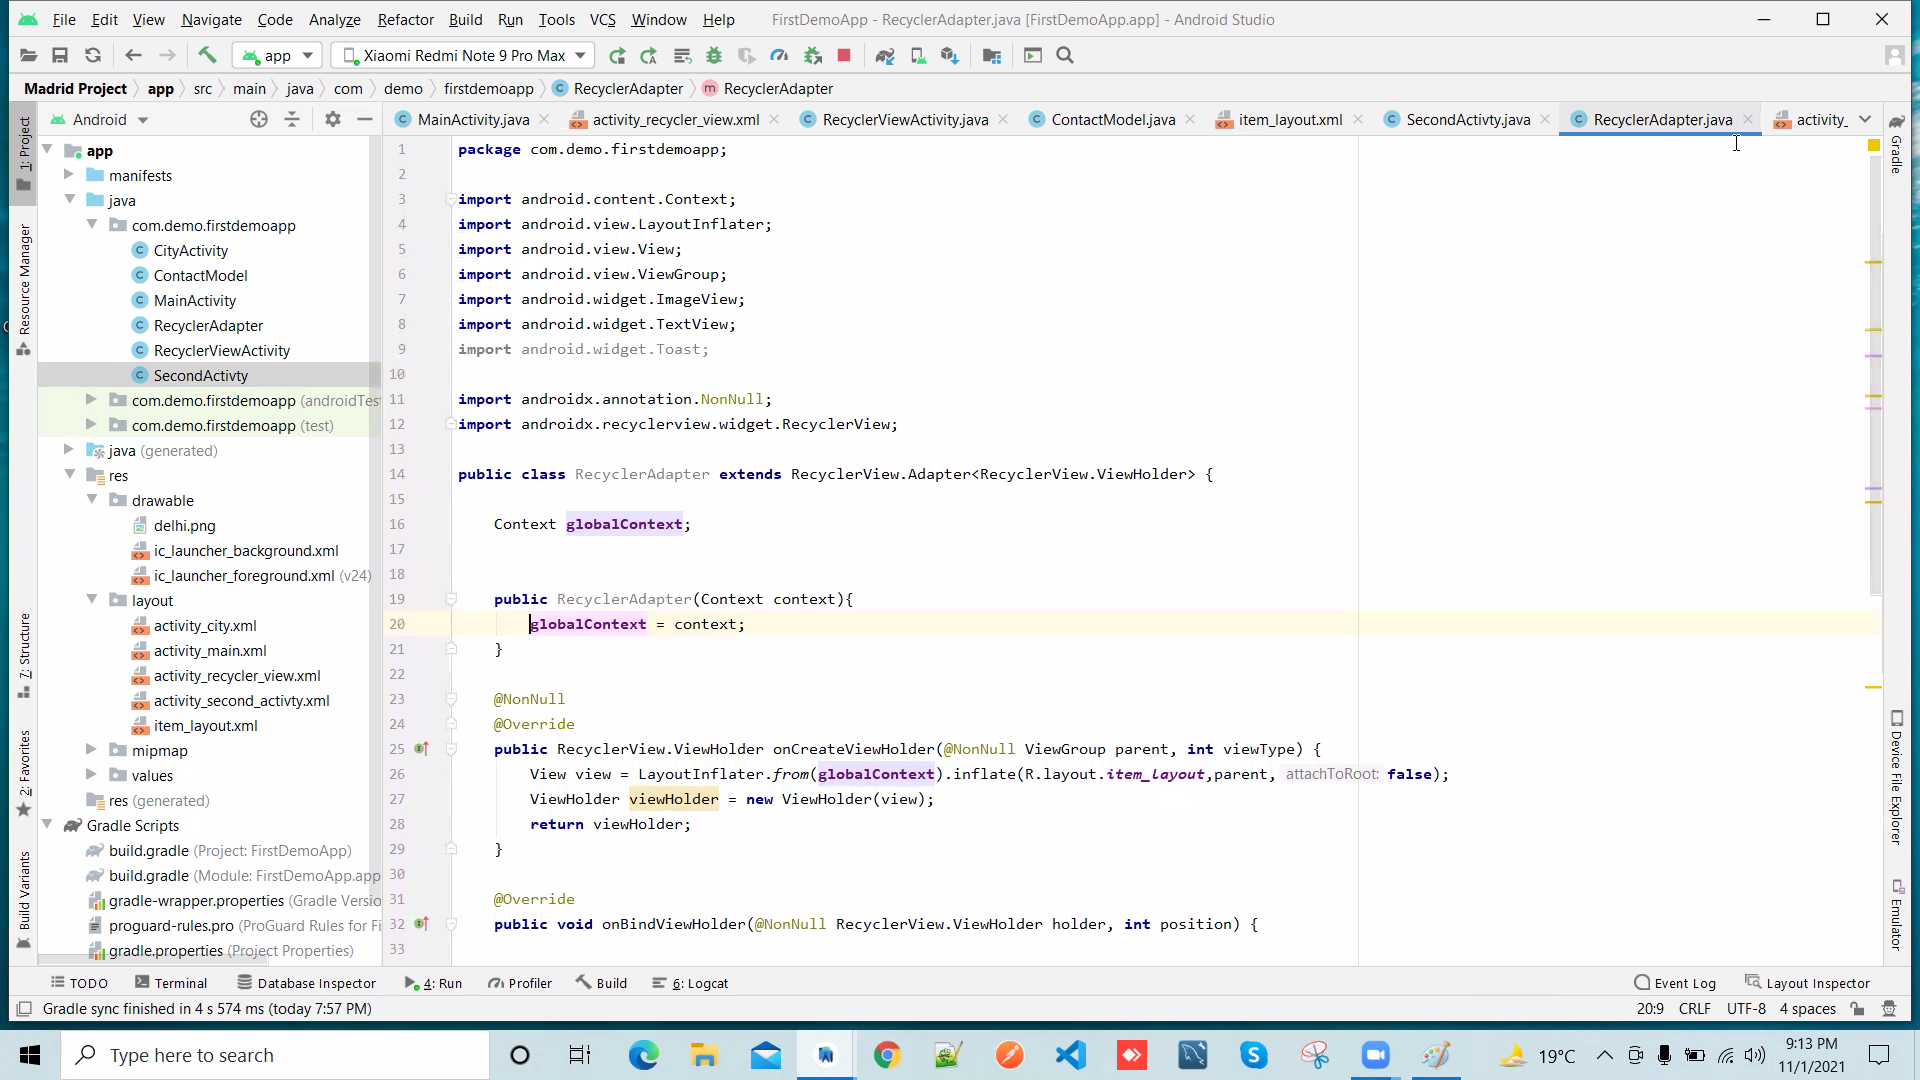 File Edit View Navigate Code Analyze Refactor Build Run Tools VCS Window Help FirstDemoApp - RecyclerAdapter.java [FirstDemoApp.app] - Android Studio
app Xiaomi Redmi Note 9 Pro Max
Madrid Project app src main java com demo firstdemoapp RecyclerAdapter RecyclerAdapter
Android MainActivity.java activity_recycler_view.xml RecyclerViewActivity.java ContactModel.java item_layout.xml SecondActivty.java RecyclerAdapter.java activity_
1: Project
Resource Manager
7: Structure
2: Favorites
Build Variants
app
manifests
java
com.demo.firstdemoapp
CityActivity
ContactModel
MainActivity
RecyclerAdapter
RecyclerViewActivity
SecondActivty
com.demo.firstdemoapp (androidTes
com.demo.firstdemoapp (test)
java (generated)
res
drawable
delhi.png
ic_launcher_background.xml
ic_launcher_foreground.xml (v24)
layout
activity_city.xml
activity_main.xml
activity_recycler_view.xml
activity_second_activty.xml
item_layout.xml
mipmap
values
res (generated)
Gradle Scripts
build.gradle (Project: FirstDemoApp)
build.gradle (Module: FirstDemoApp.app
gradle-wrapper.properties (Gradle Versio
proguard-rules.pro (ProGuard Rules for Fi
gradle.properties (Project Properties)
1 package com.demo.firstdemoapp;
2
3 import android.content.Context;
4 import android.view.LayoutInflater;
5 import android.view.View;
6 import android.view.ViewGroup;
7 import android.widget.ImageView;
8 import android.widget.TextView;
9 import android.widget.Toast;
10
11 import androidx.annotation.NonNull;
12 import androidx.recyclerview.widget.RecyclerView;
13
14 public class RecyclerAdapter extends RecyclerView.Adapter<RecyclerView.ViewHolder> {
15
16 Context globalContext;
17
18
19 public RecyclerAdapter(Context context){
20 globalContext = context;
21 }
22
23 @NonNull
24 @Override
25 public RecyclerView.ViewHolder onCreateViewHolder(@NonNull ViewGroup parent, int viewType) {
26 View view = LayoutInflater.from(globalContext).inflate(R.layout.item_layout,parent, attachToRoot: false);
27 ViewHolder viewHolder = new ViewHolder(view);
28 return viewHolder;
29 }
30
31 @Override
32 public void onBindViewHolder(@NonNull RecyclerView.ViewHolder holder, int position) {
33
Gradle
Device File Explorer
Emulator
TODO Terminal Database Inspector 4: Run Profiler Build 6: Logcat Event Log Layout Inspector
Gradle sync finished in 4 s 574 ms (today 7:57 PM) 20:9 CRLF UTF-8 4 spaces
Type here to search 19°C 9:13 PM
11/1/2021